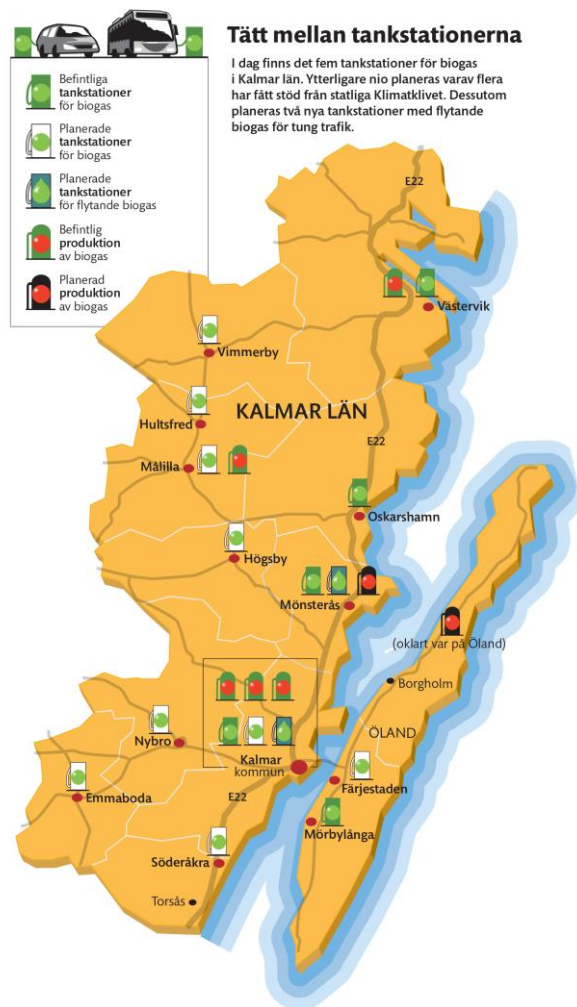 Tätt mellan tankstationerna
I dag finns det fem tankstationer för biogas
i Kalmar län. Ytterligare nio planeras varav flera
har fått stöd från statliga Klimatklivet. Dessutom
planeras två nya tankstationer med flytande
biogas för tung trafik.
Befintliga
tankstationer
för biogas
Planerade
tankstationer
för biogas
Planerade
tankstationer
för flytande biogas
Befintlig
produktion
av biogas
Planerad
produktion
av biogas
E22
Västervik
Vimmerby
KALMAR LÄN
Hultsfred
E22
Målilla
Oskarshamn
Högsby
Mönsterås
(oklart var på Öland)
Borgholm
ÖLAND
Nybro
Kalmar
kommun
Färjestaden
Emmaboda
E22
Mörbylånga
Söderåkra
Torsås